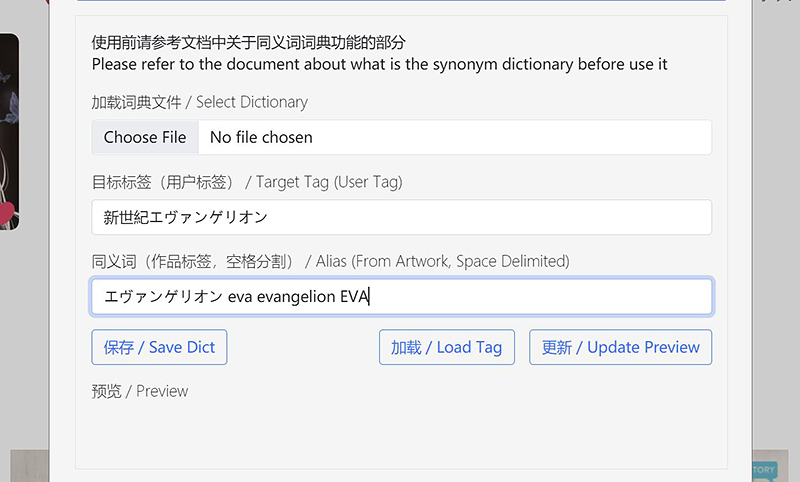 使用前请参考文档中关于同义词词典功能的部分
Please refer to the document about what is the synonym dictionary before use it
加载词典文件 / Select Dictionary
Choose File No file chosen
目标标签（用户标签） / Target Tag (User Tag)
新世紀エヴァンゲリオン
同义词（作品标签，空格分割） / Alias (From Artwork, Space Delimited)
エヴァンゲリオン eva evangelion EVA
保存 / Save Dict 加载 / Load Tag 更新 / Update Preview
预览 / Preview